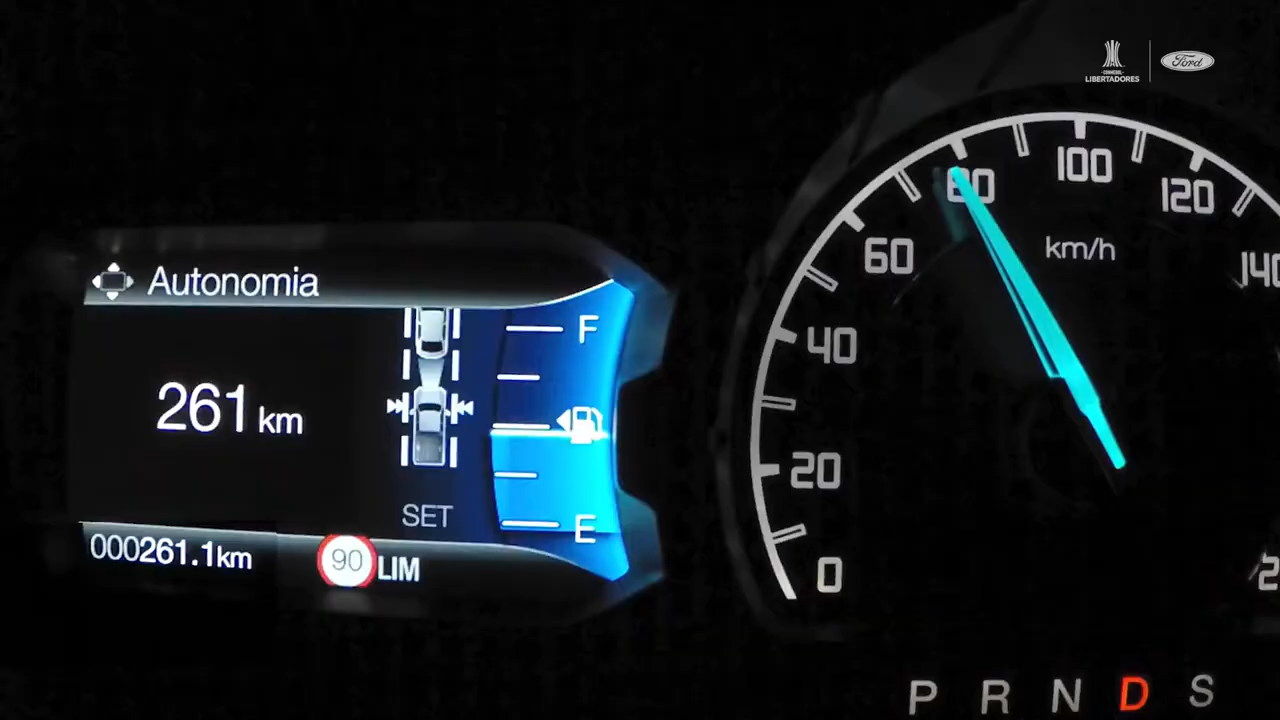 CONMEBOL
LIBERTADORES
Ford
Autonomia
261 km
F
E
SET
000261.1km
90 LIM
0
20
40
60
80
100
120
140
km/h
P R N D S